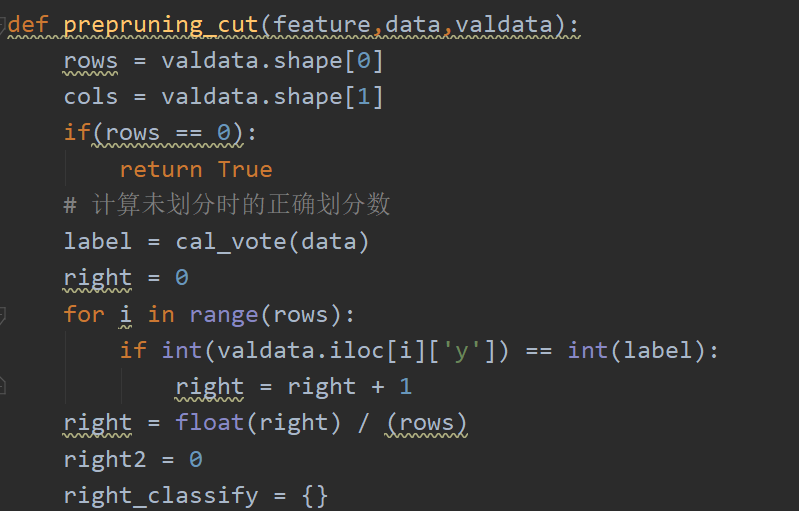 def prepruning_cut(feature,data,valdata):
    rows = valdata.shape[0]
    cols = valdata.shape[1]
    if(rows == 0):
        return True
    # 计算未划分时的正确划分数
    label = cal_vote(data)
    right = 0
    for i in range(rows):
        if int(valdata.iloc[i]['y']) == int(label):
            right = right + 1
    right = float(right) / (rows)
    right2 = 0
    right_classify = {}